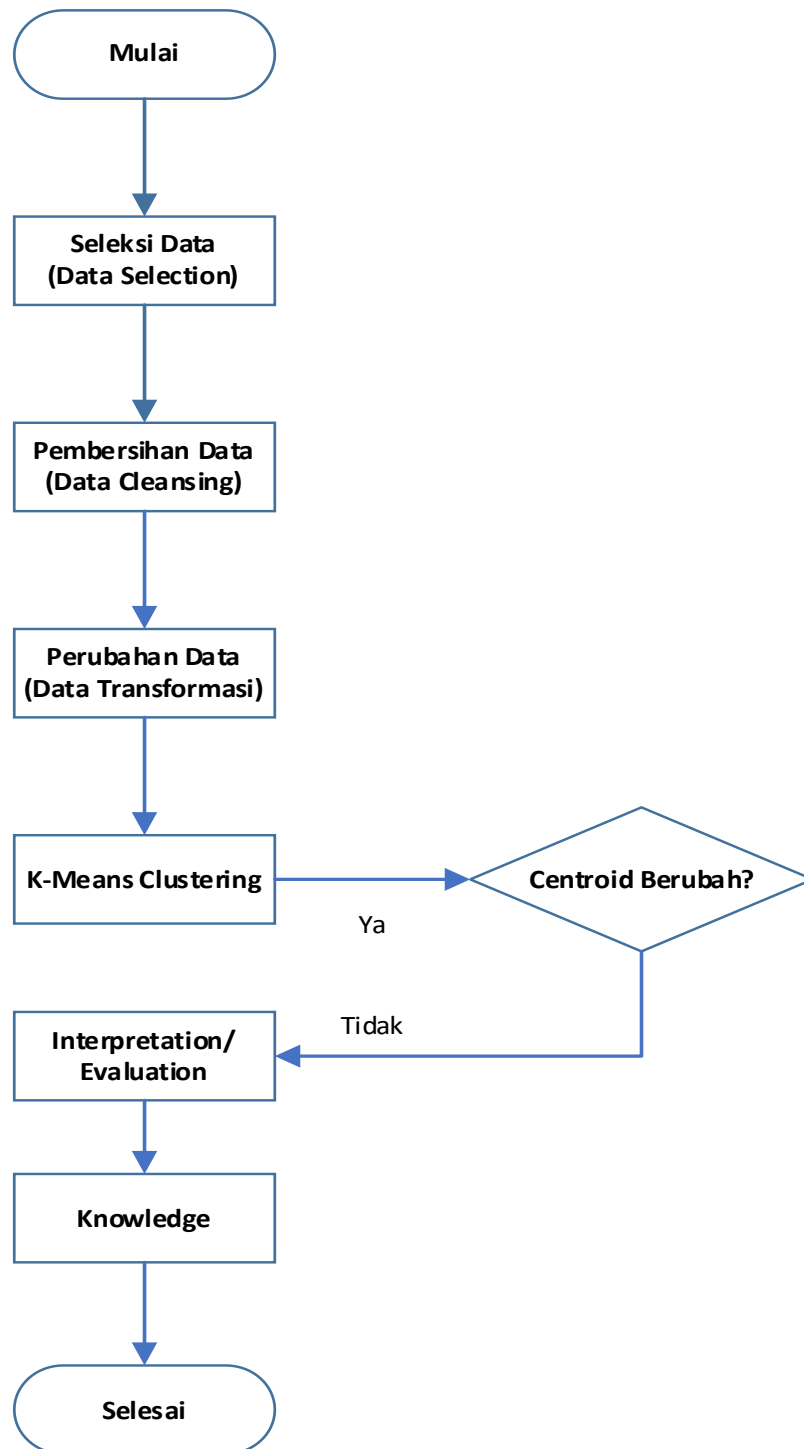 Mulai
Seleksi Data
(Data Selection)
Pembersihan Data
(Data Cleansing)
Perubahan Data
(Data Transformasi)
K-Means Clustering
Centroid Berubah?
Ya
Tidak
Interpretation/
Evaluation
Knowledge
Selesai